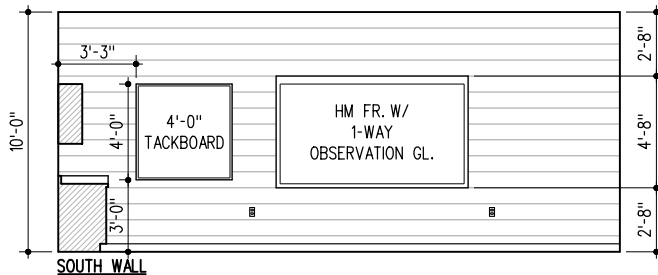 3'-3"
2'-8"
10'-0"
4'-0"
4'-0"
TACKBOARD
HM FR. W/
1-WAY
OBSERVATION GL.
4'-8"
3'-0"
2'-8"
SOUTH WALL